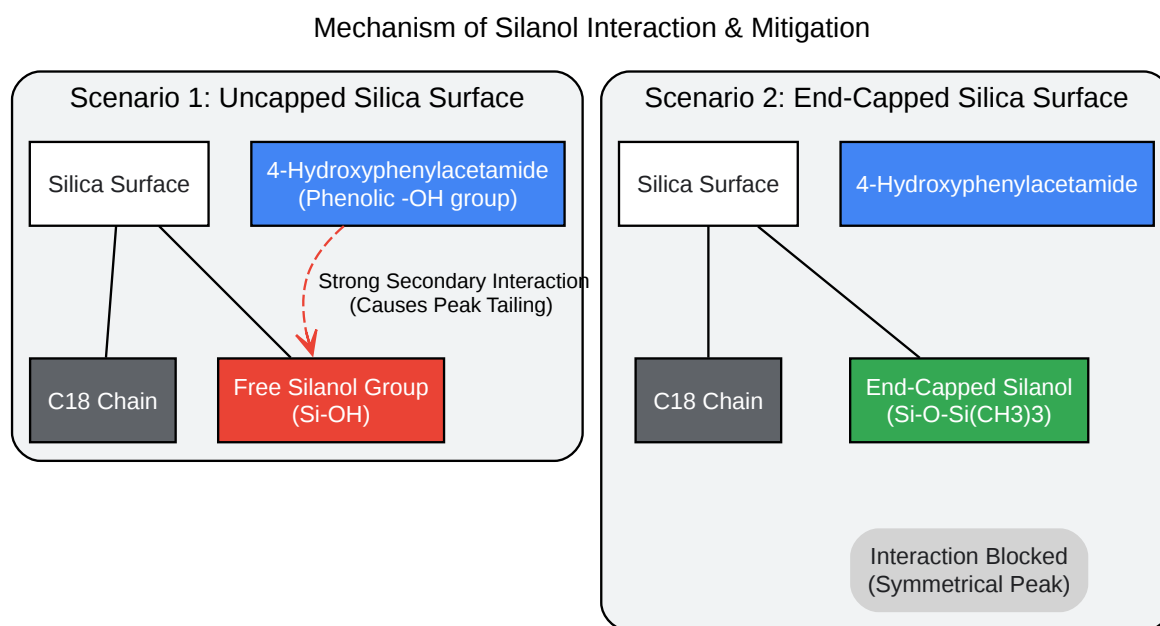 Mechanism of Silanol Interaction & Mitigation
Scenario 1: Uncapped Silica Surface
Silica Surface
4-Hydroxyphenylacetamide
(Phenolic -OH group)
Strong Secondary Interaction
(Causes Peak Tailing)
C18 Chain
Free Silanol Group
(Si-OH)
Scenario 2: End-Capped Silica Surface
Silica Surface
4-Hydroxyphenylacetamide
C18 Chain
End-Capped Silanol
(Si-O-Si(CH3)3)
Interaction Blocked
(Symmetrical Peak)